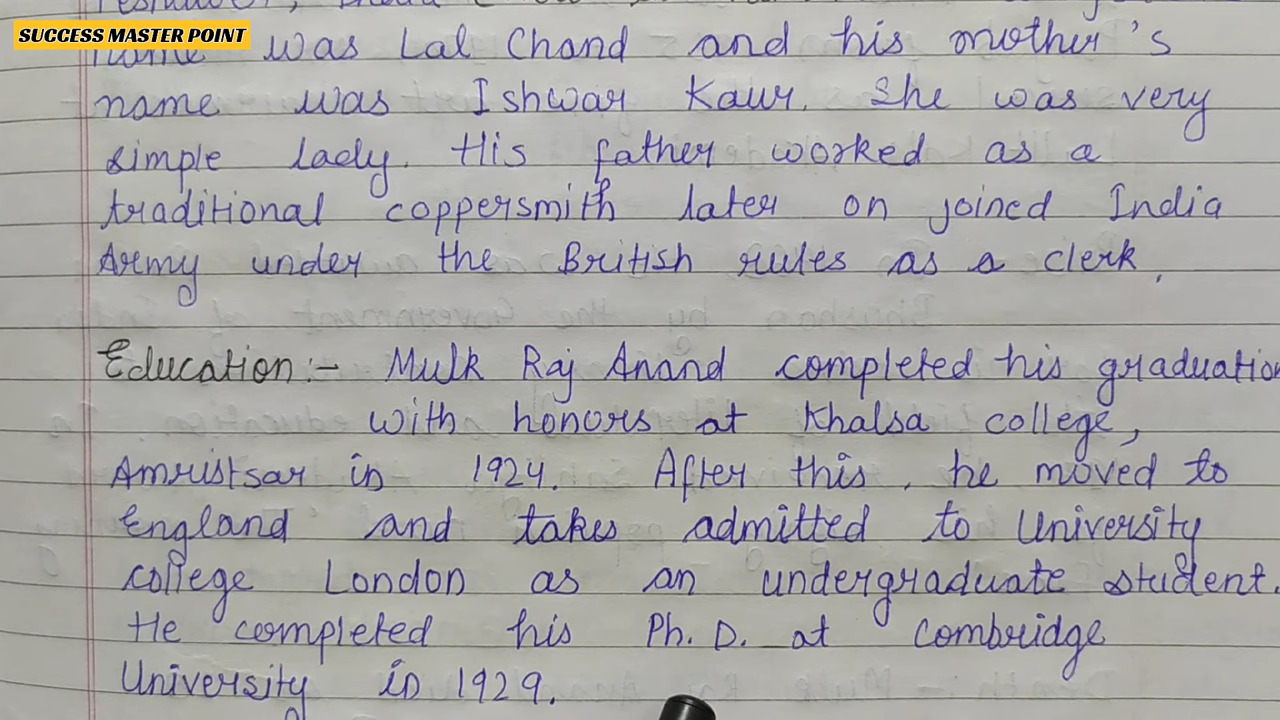 SUCCESS MASTER POINT
name was Lal Chand and his mother's
name was Ishwar Kaur. She was very
simple lady. His father worked as a
traditional coppersmith later on joined India
Army under the British rules as a clerk.
Education:- Mulk Raj Anand completed his graduation
with honors at Khalsa college,
Amristsar in 1924. After this, he moved to
England and takes admitted to University
college London as an undergraduate student.
He completed his Ph. D. at Combridge
University in 1929.